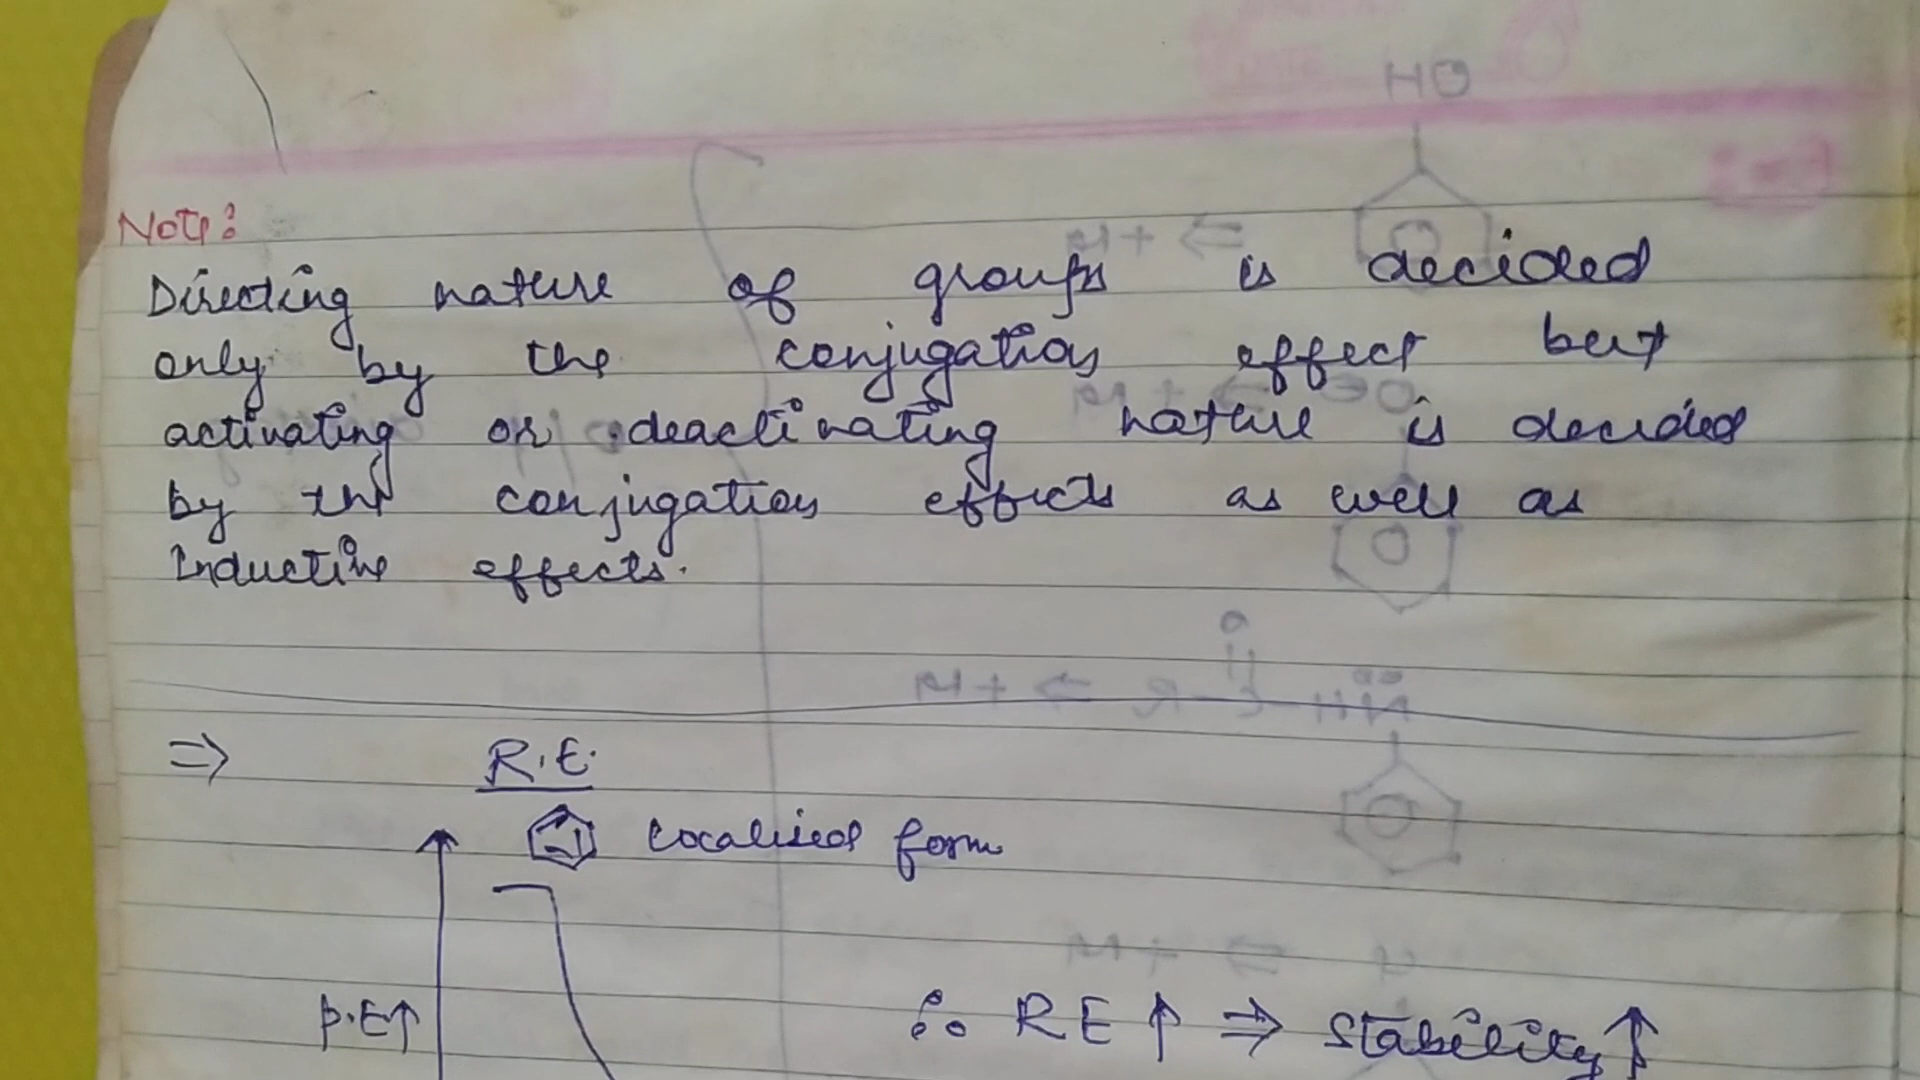 Note:
Directing nature of groups is decided
only by the conjugation effect but
activating or deactivating nature is decided
by the conjugation effects as well as
Inductive effects.
⇒ R.E.
Localised form
P.E↑
∴ RE ↑ ⇒ Stability ↑